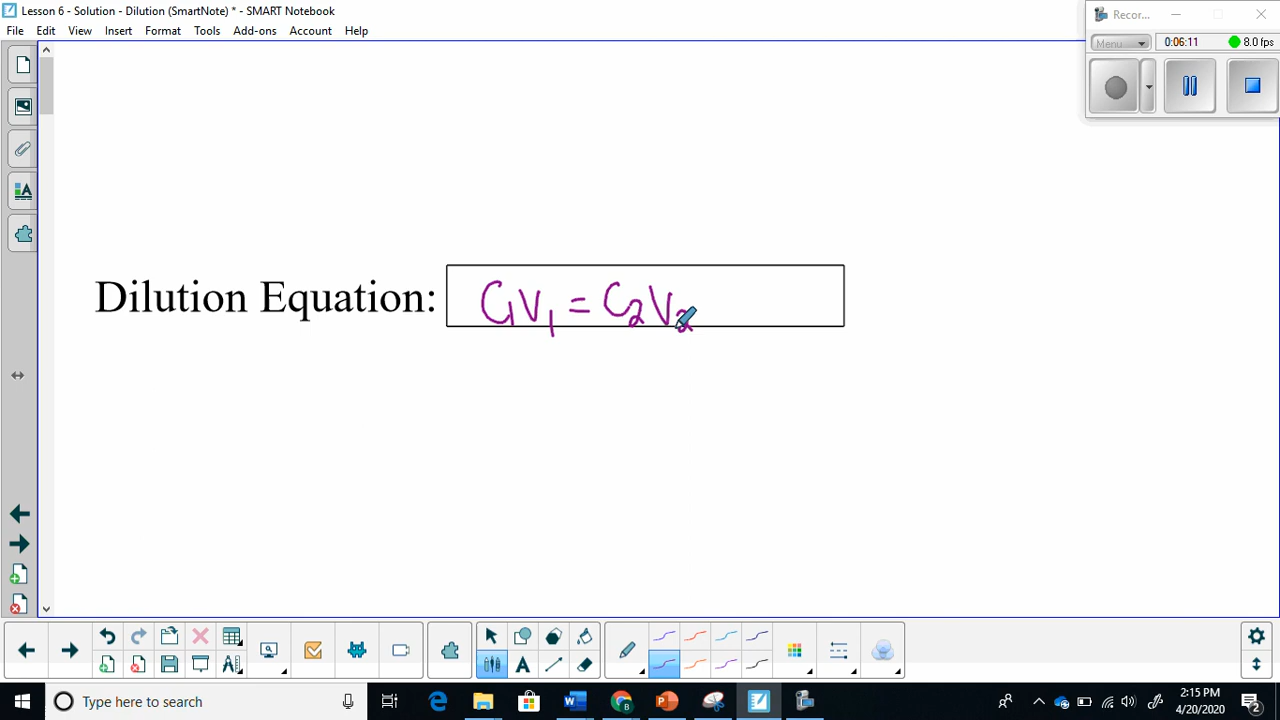 Lesson 6 - Solution - Dilution (SmartNote) * - SMART Notebook
File Edit View Insert Format Tools Add-ons Account Help
Recor...
Menu 0:06:11 8.0 fps
Dilution Equation: C₁V₁ = C₂V₂
A
Type here to search
2:15 PM
4/20/2020
2